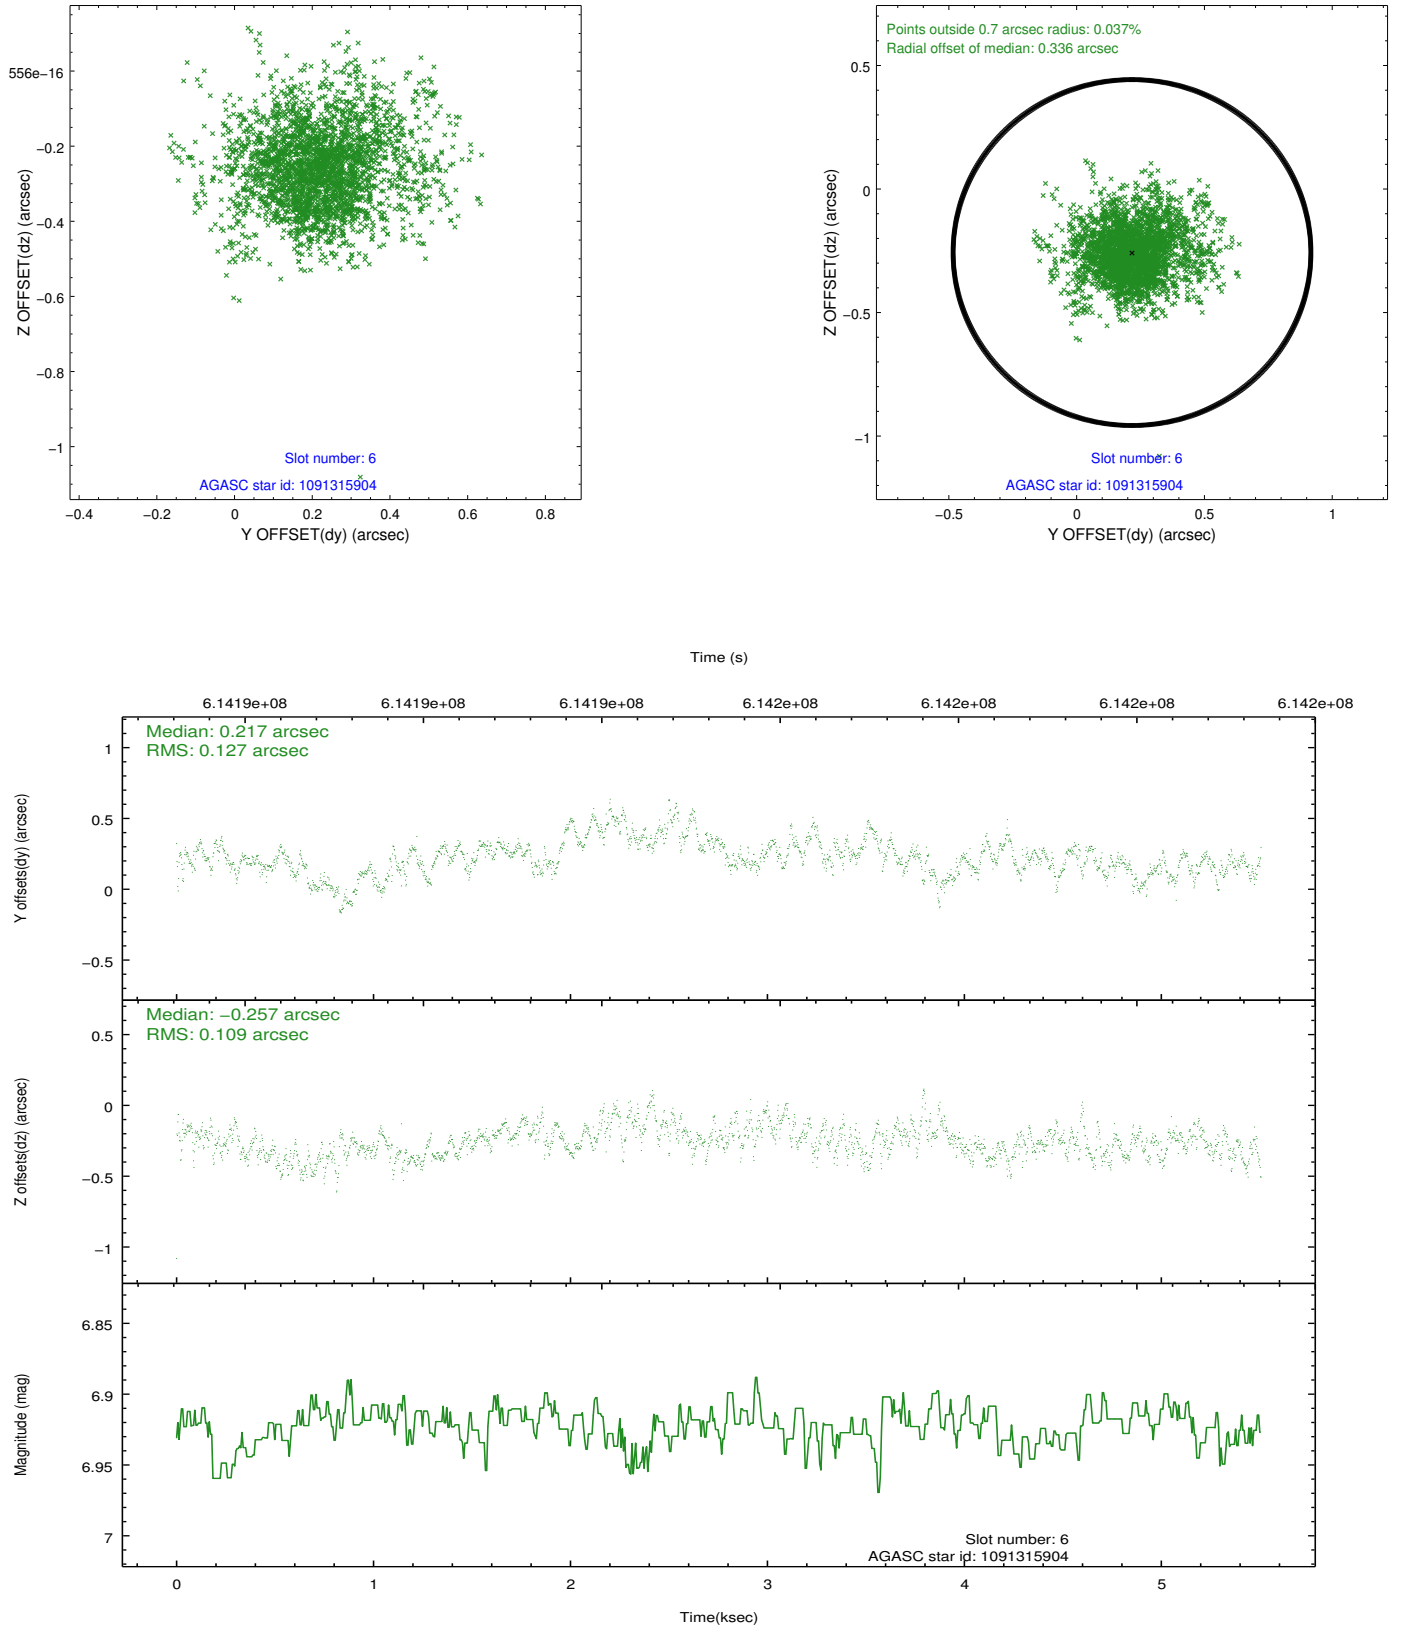 556e−16
−0.2
−0.4
−0.6
−0.8
−1
Z OFFSET(dz) (arcsec)
Slot number: 6
AGASC star id: 1091315904
−0.4 −0.2 0 0.2 0.4 0.6 0.8
Y OFFSET(dy) (arcsec)
Points outside 0.7 arcsec radius: 0.037%
Radial offset of median: 0.336 arcsec
0.5
0
−0.5
−1
Z OFFSET(dz) (arcsec)
Slot number: 6
AGASC star id: 1091315904
−0.5 0 0.5 1
Y OFFSET(dy) (arcsec)
Time (s)
6.1419e+08 6.1419e+08 6.1419e+08 6.142e+08 6.142e+08 6.142e+08 6.142e+08
Median: 0.217 arcsec
RMS: 0.127 arcsec
1
0.5
0
−0.5
Y offsets(dy) (arcsec)
Median: −0.257 arcsec
RMS: 0.109 arcsec
0.5
0
−0.5
−1
Z offsets(dz) (arcsec)
6.85
6.9
6.95
7
Magnitude (mag)
Slot number: 6
AGASC star id: 1091315904
0 1 2 3 4 5
Time(ksec)